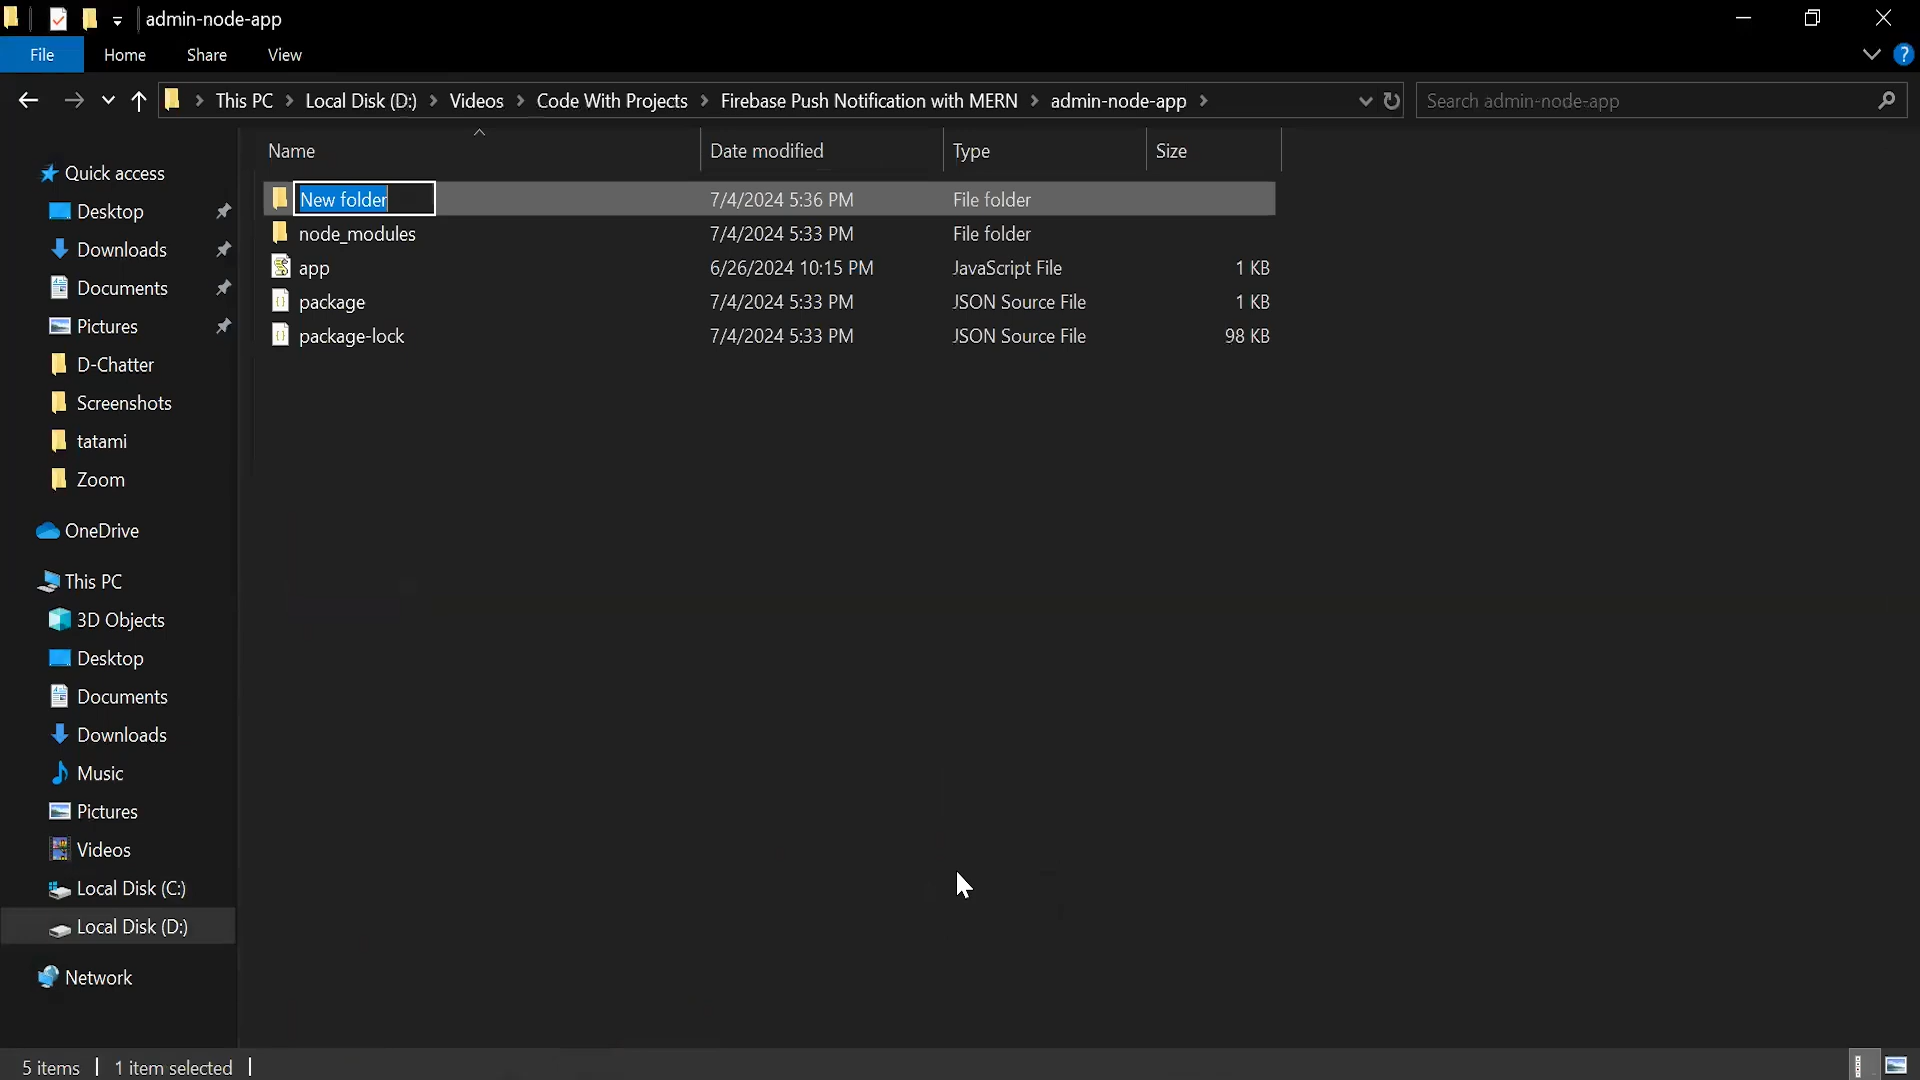 admin-node-app
File Home Share View
This PC Local Disk (D:) Videos Code With Projects Firebase Push Notification with MERN admin-node-app Search admin-node-app
Name Date modified Type Size
New folder 7/4/2024 5:36 PM File folder
node_modules 7/4/2024 5:33 PM File folder
app 6/26/2024 10:15 PM JavaScript File 1 KB
package 7/4/2024 5:33 PM JSON Source File 1 KB
package-lock 7/4/2024 5:33 PM JSON Source File 98 KB
Quick access
Desktop
Downloads
Documents
Pictures
D-Chatter
Screenshots
tatami
Zoom
OneDrive
This PC
3D Objects
Desktop
Documents
Downloads
Music
Pictures
Videos
Local Disk (C:)
Local Disk (D:)
Network
5 items 1 item selected